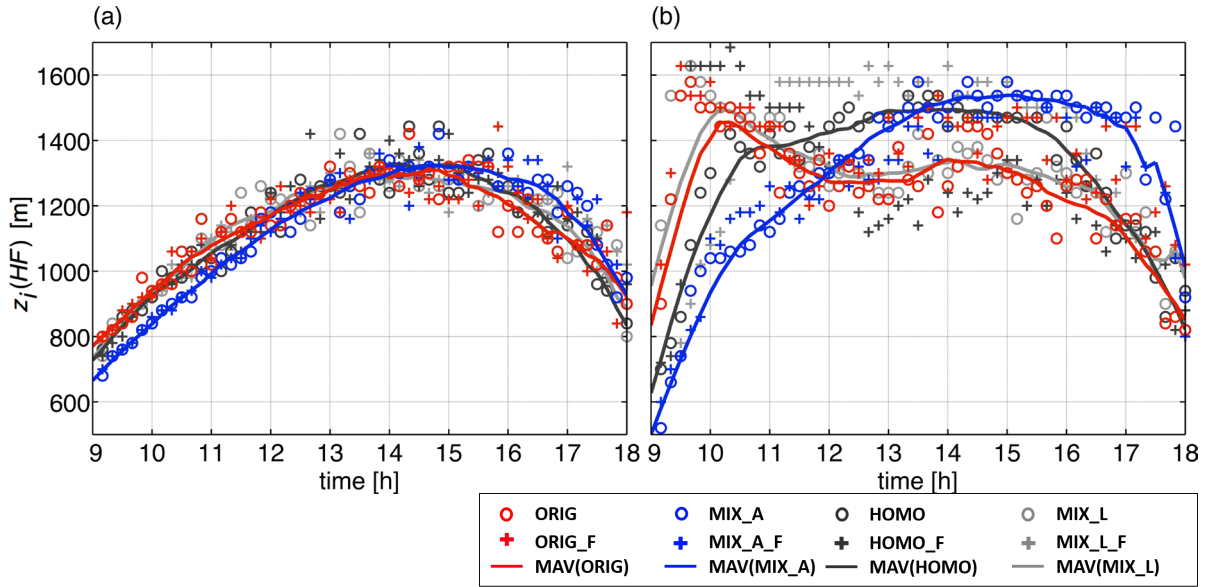 (a) (b)
1600
1400
1200
1000
800
600
z_I(HF) [m]
9 10 11 12 13 14 15 16 17 18 9 10 11 12 13 14 15 16 17 18
time [h] time [h]
ORIG MIX_A HOMO MIX_L
ORIG_F MIX_A_F HOMO_F MIX_L_F
MAV(ORIG) MAV(MIX_A) MAV(HOMO) MAV(MIX_L)